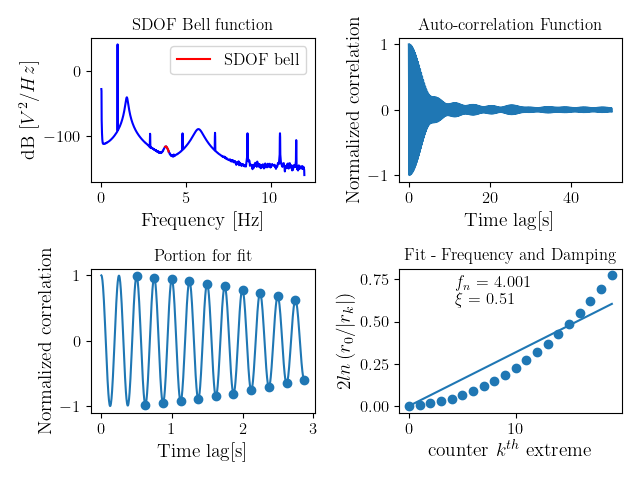 SDOF Bell function
dB [V²/Hz]
0
−100
SDOF bell
0
5
10
Frequency [Hz]
Auto-correlation Function
Normalized correlation
1
0
−1
0
20
40
Time lag[s]
Portion for fit
Normalized correlation
1
0
−1
0
1
2
3
Time lag[s]
Fit - Frequency and Damping
2ln (r₀/|rₖ|)
0.75
0.50
0.25
0.00
fₙ = 4.001
ξ = 0.51
0
10
counter kᵗʰ extreme